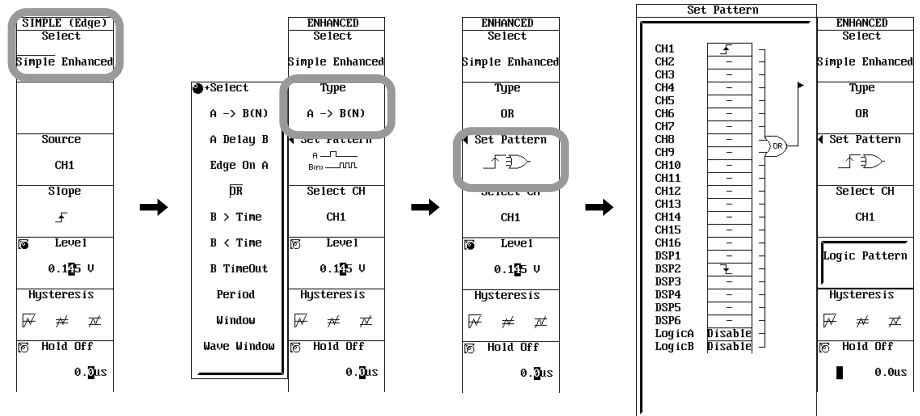 SIMPLE (Edge)
Select
Simple Enhanced
Source
CH1
Slope
Level
0.145 V
Hysteresis
Hold Off
0.0us
+Select
A -> B(N)
A Delay B
Edge On A
OR
B > Time
B < Time
B TimeOut
Period
Window
Wave Window
ENHANCED
Select
Simple Enhanced
Type
A -> B(N)
Set Pattern
A
B(N)
Select CH
CH1
Level
0.145 V
Hysteresis
Hold Off
0.0us
ENHANCED
Select
Simple Enhanced
Type
OR
Set Pattern
Select CH
CH1
Level
0.145 V
Hysteresis
Hold Off
0.0us
Set Pattern
CH1
CH2 -
CH3 -
CH4 -
CH5 -
CH6 -
CH7 -
CH8 -
CH9 -
CH10 -
CH11 -
CH12 -
CH13 -
CH14 -
CH15 -
CH16 -
DSP1 -
DSP2
DSP3 -
DSP4 -
DSP5 -
DSP6 -
LogicA Disable
LogicB Disable
OR
ENHANCED
Select
Simple Enhanced
Type
OR
Set Pattern
Select CH
CH1
Logic Pattern
Hysteresis
Hold Off
0.0us